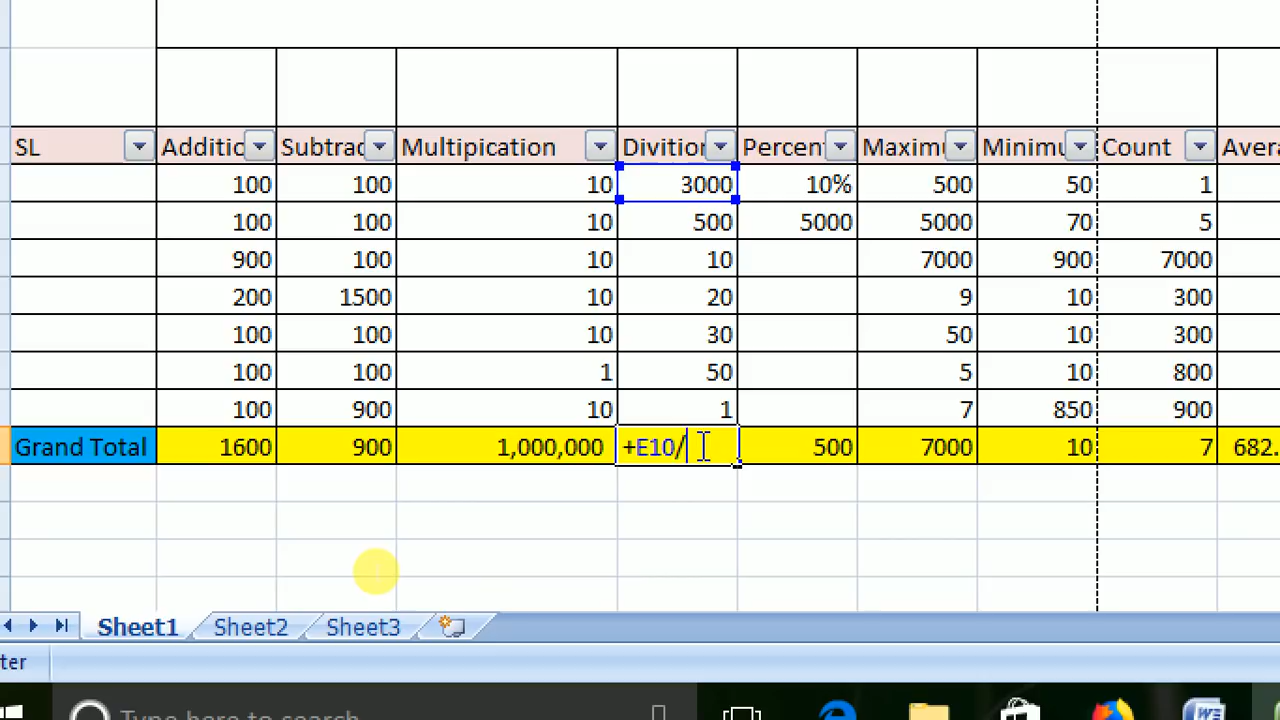 SL Additic Subtrac Multipication Divition Percent Maximu Minimu Count Avera
100 100 10 3000 10% 500 50 1
100 100 10 500 5000 5000 70 5
900 100 10 10 7000 900 7000
200 1500 10 20 9 10 300
100 100 10 30 50 10 300
100 100 1 50 5 10 800
100 900 10 1 7 850 900
Grand Total 1600 900 1,000,000 +E10/ 500 7000 10 7 682.
Sheet1 Sheet2 Sheet3
ter
Type here to search